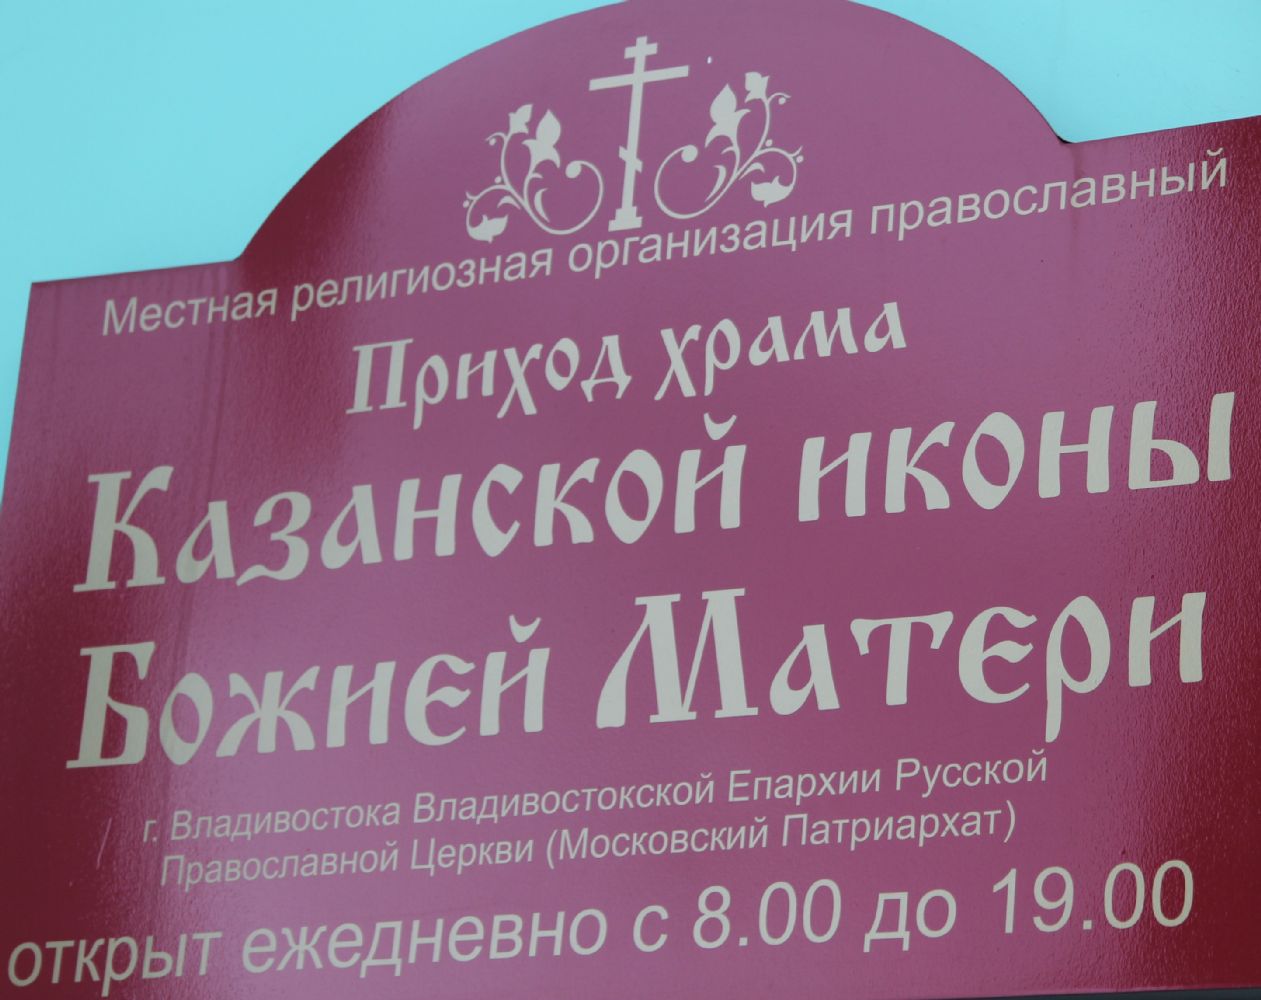 Местная религиозная организация православный
Приход храма
Казанской иконы
Божией Матери
г. Владивостока Владивостокской Епархии Русской
Православной Церкви (Московский Патриархат)
открыт ежедневно с 8.00 до 19.00